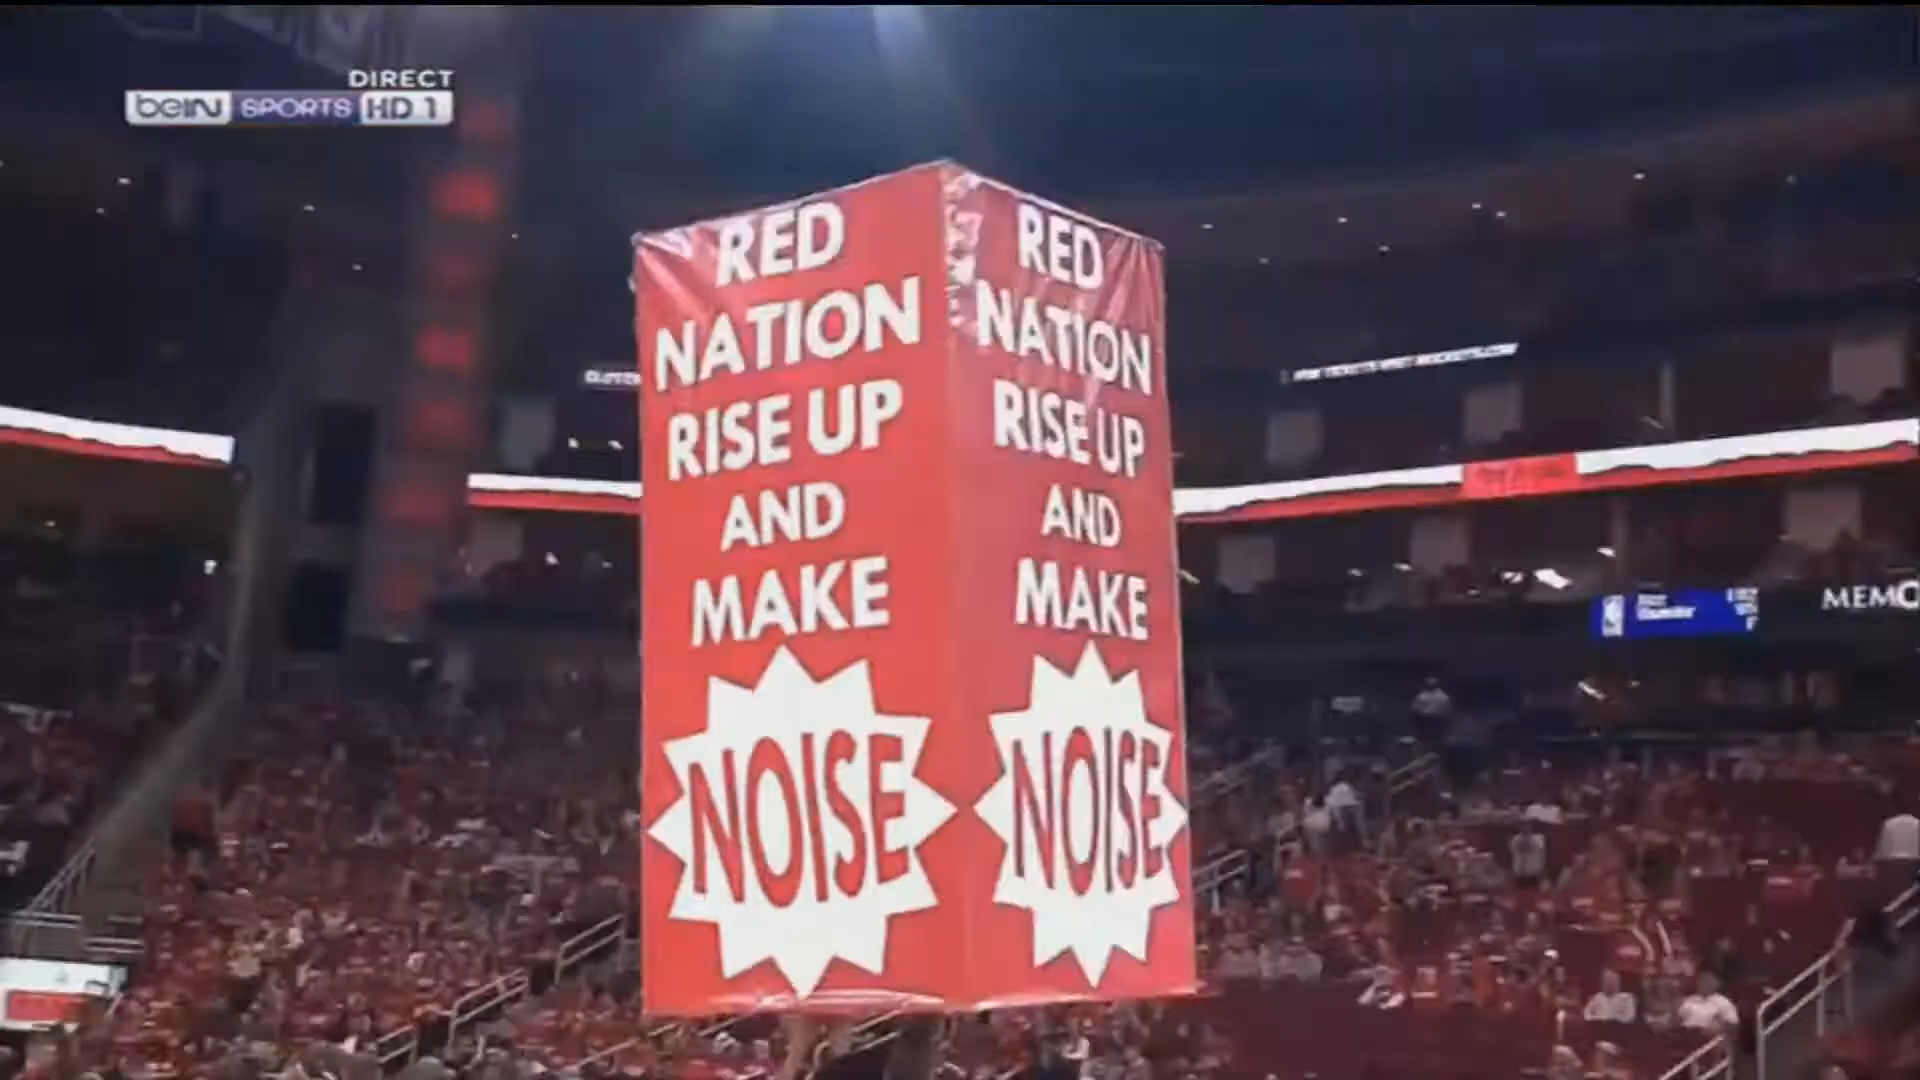 DIRECT
beIN SPORTS HD 1
RED
NATION
RISE UP
AND
MAKE
NOISE
RED
NATION
RISE UP
AND
MAKE
NOISE
MEMO